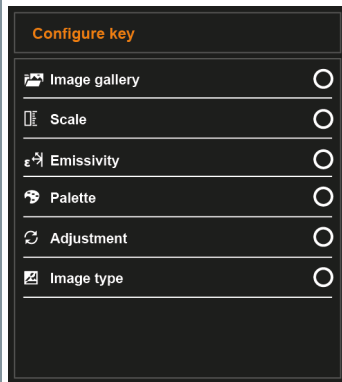 Configure key
Image gallery
Scale
ε Emissivity
Palette
Adjustment
Image type